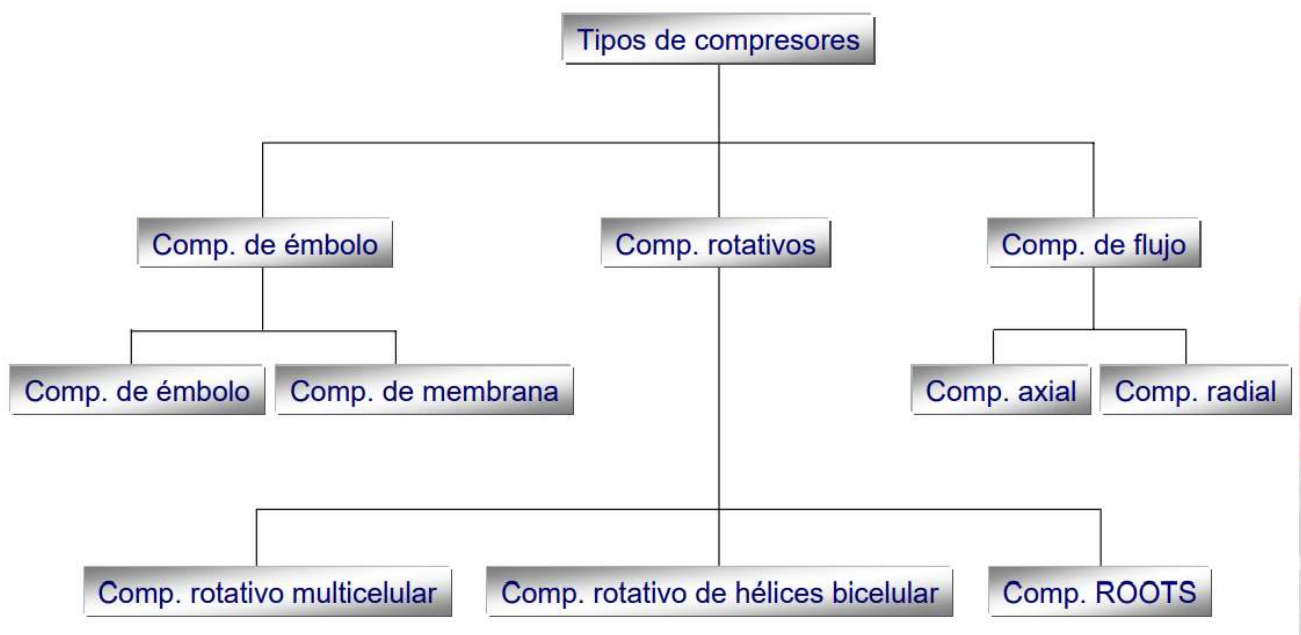 Tipos de compresores
Comp. de émbolo
Comp. rotativos
Comp. de flujo
Comp. de émbolo
Comp. de membrana
Comp. axial
Comp. radial
Comp. rotativo multicelular
Comp. rotativo de hélices bicelular
Comp. ROOTS